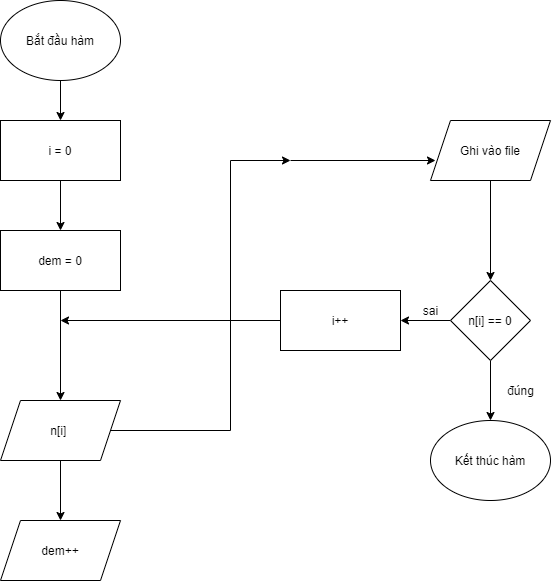 Bắt đầu hàm
i = 0
Ghi vào file
dem = 0
sai
i++
n[i] == 0
đúng
n[i]
Kết thúc hàm
dem++